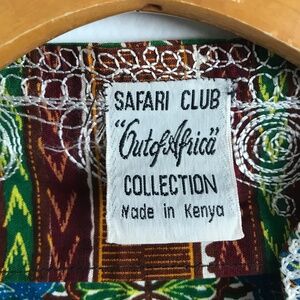 SAFARI CLUB
"Out of Africa"
COLLECTION
Made in Kenya